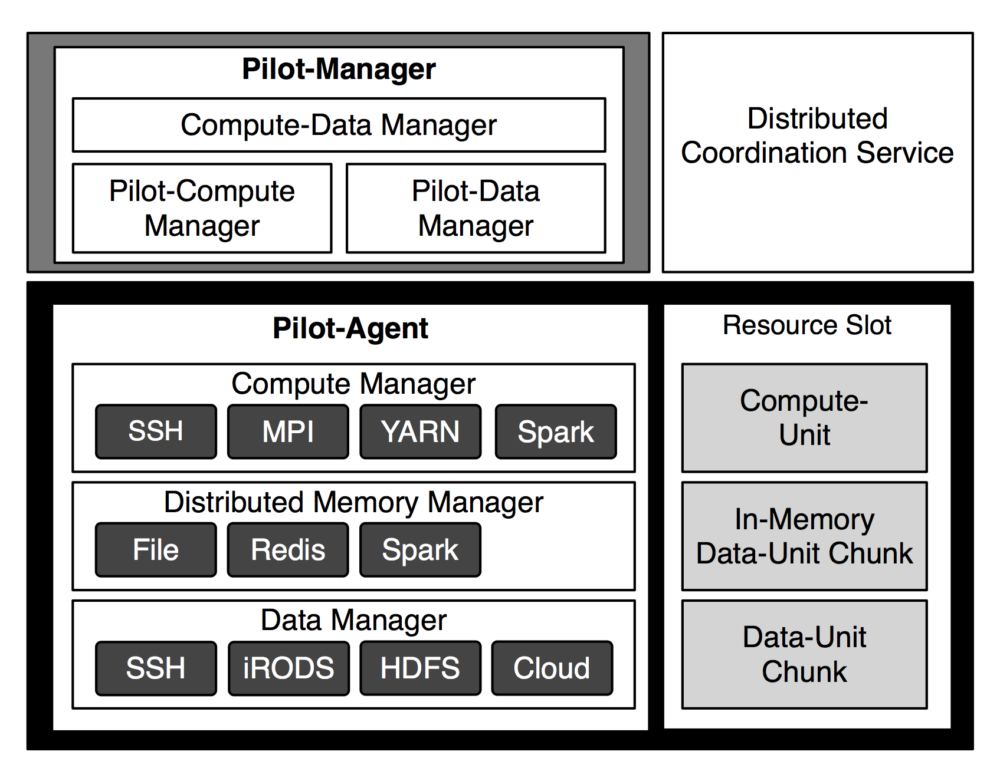 Pilot-Manager
Compute-Data Manager
Pilot-Compute
Manager
Pilot-Data
Manager
Distributed
Coordination Service
Pilot-Agent
Compute Manager
SSH
MPI
YARN
Spark
Distributed Memory Manager
File
Redis
Spark
Data Manager
SSH
iRODS
HDFS
Cloud
Resource Slot
Compute-
Unit
In-Memory
Data-Unit Chunk
Data-Unit
Chunk